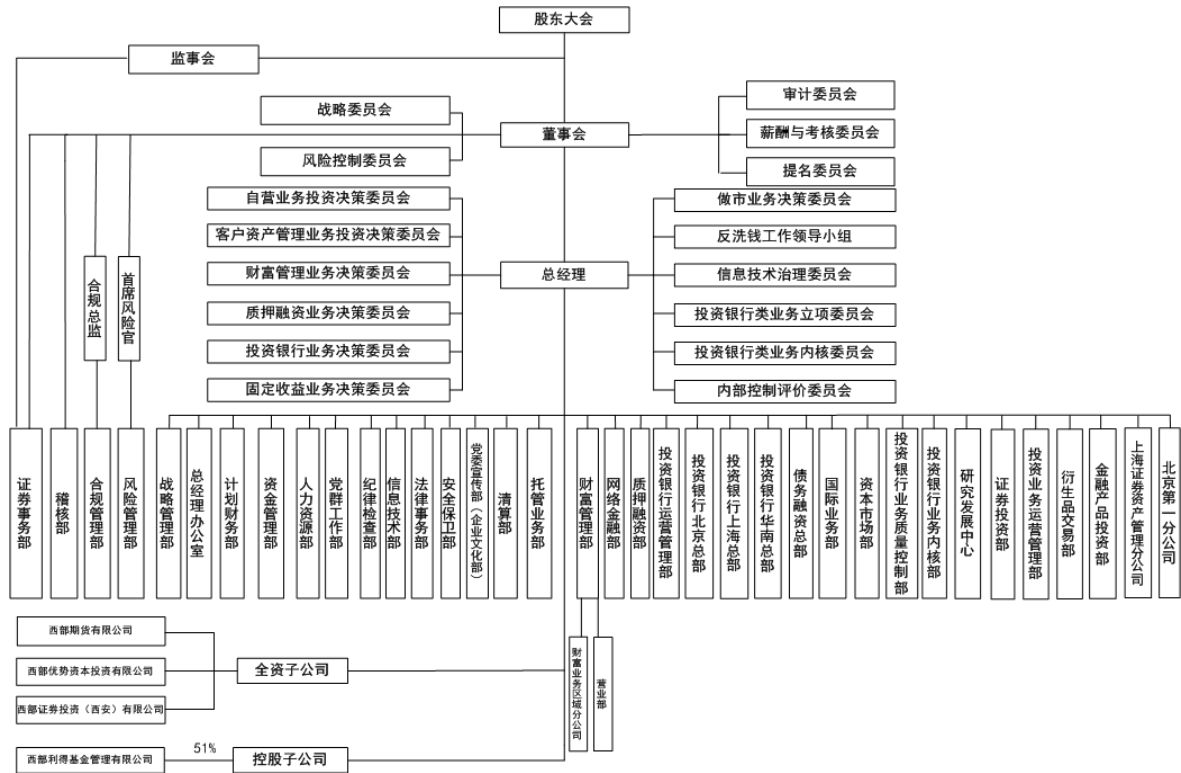 股东大会
监事会
战略委员会
审计委员会
董事会
薪酬与考核委员会
风险控制委员会
提名委员会
自营业务投资决策委员会
做市业务决策委员会
客户资产管理业务投资决策委员会
反洗钱工作领导小组
财富管理业务决策委员会
总经理
信息技术治理委员会
质押融资业务决策委员会
投资银行类业务立项委员会
投资银行业务决策委员会
投资银行类业务内核委员会
固定收益业务决策委员会
内部控制评价委员会
合规总监
首席风险官
证券事务部
稽核部
合规管理部
风险管理部
战略管理部
总经理办公室
计划财务部
资金管理部
人力资源部
党群工作部
纪律检查部
信息技术部
法律事务部
安全保卫部
党委宣传部（企业文化部）
清算部
托管业务部
财富管理部
网络金融部
质押融资部
投资银行运营管理部
投资银行北京总部
投资银行上海总部
投资银行华南总部
债务融资总部
国际业务部
资本市场部
投资银行业务质量控制部
投资银行业务内核部
研究发展中心
证券投资部
投资业务运营管理部
衍生品交易部
金融产品投资部
上海证券资产管理分公司
北京第一分公司
西部期货有限公司
西部优势资本投资有限公司
全资子公司
西部证券投资（西安）有限公司
财富业务区域分公司
营业部
西部利得基金管理有限公司
51%
控股子公司